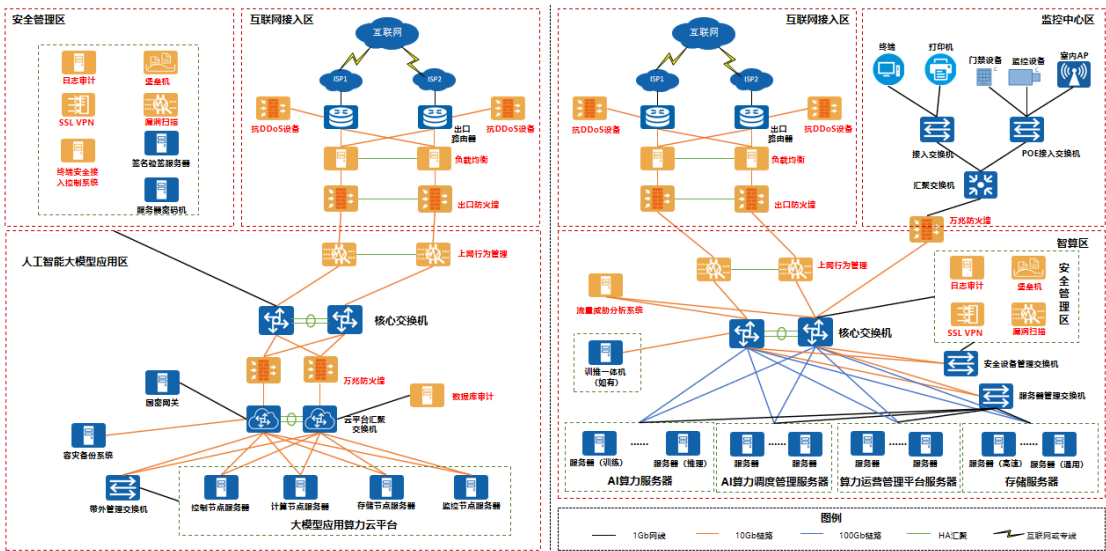 安全管理区
日志审计
堡垒机
SSL VPN
漏洞扫描
终端安全接
入控制系统
签名验签服务器
服务器密码机
互联网接入区
互联网
ISP1
ISP2
抗DDoS设备
出口
路由器
抗DDoS设备
负载均衡
出口防火墙
人工智能大模型应用区
上网行为管理
核心交换机
万兆防火墙
国密网关
云平台汇聚
交换机
数据库审计
容灾备份系统
带外管理交换机
控制节点服务器
计算节点服务器
存储节点服务器
监控节点服务器
大模型应用算力云平台
互联网接入区
互联网
ISP1
ISP2
抗DDoS设备
出口
路由器
抗DDoS设备
负载均衡
出口防火墙
监控中心区
终端
打印机
门禁设备
监控设备
室内AP
接入交换机
POE接入交换机
汇聚交换机
万兆防火墙
智算区
上网行为管理
流量威胁分析系统
核心交换机
训推一体机
（如有）
日志审计
堡垒机
SSL VPN
漏洞扫描
安全管理区
安全设备管理交换机
服务器管理交换机
服务器（训练）
......
服务器（推理）
AI算力服务器
服务器
......
服务器
AI算力调度管理服务器
服务器
......
服务器
算力运营管理平台服务器
服务器（高速）
......
服务器（通用）
存储服务器
图例
1Gb网线
10Gb链路
100Gb链路
HA汇聚
互联网或专线